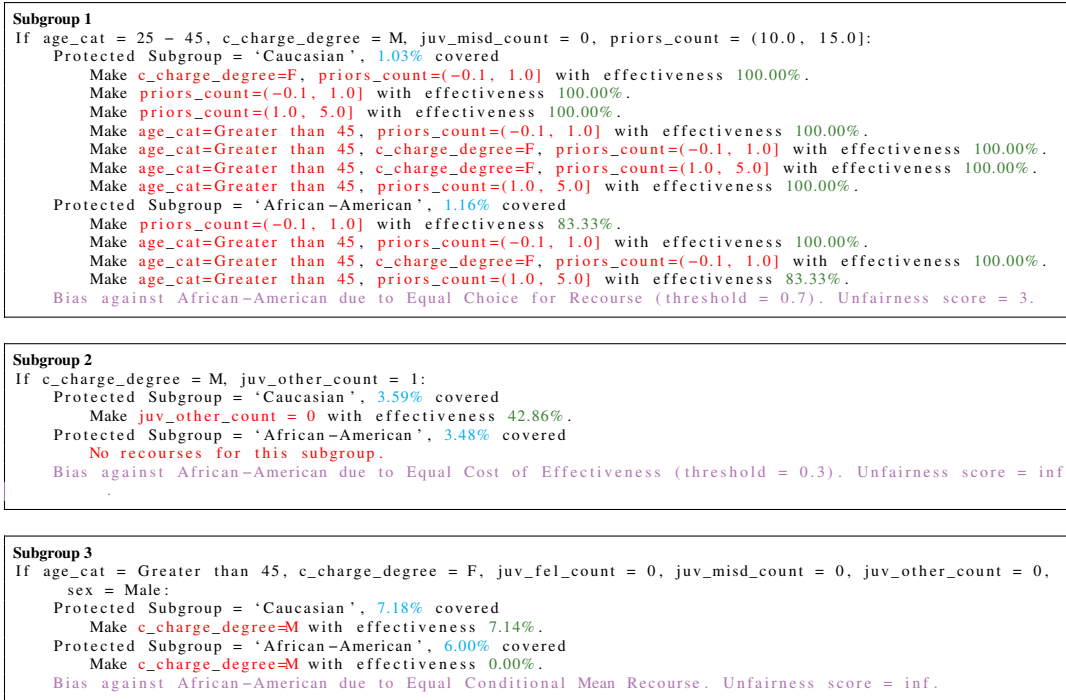 Subgroup 1
If age_cat = 25 – 45, c_charge_degree = M, juv_misd_count = 0, priors_count = (10.0, 15.0]:
Protected Subgroup = ‘Caucasian’, 1.03% covered
Make c_charge_degree=F, priors_count=(−0.1, 1.0] with effectiveness 100.00%.
Make priors_count=(−0.1, 1.0] with effectiveness 100.00%.
Make priors_count=(1.0, 5.0] with effectiveness 100.00%.
Make age_cat=Greater than 45, priors_count=(−0.1, 1.0] with effectiveness 100.00%.
Make age_cat=Greater than 45, c_charge_degree=F, priors_count=(−0.1, 1.0] with effectiveness 100.00%.
Make age_cat=Greater than 45, c_charge_degree=F, priors_count=(1.0, 5.0] with effectiveness 100.00%.
Make age_cat=Greater than 45, priors_count=(1.0, 5.0] with effectiveness 100.00%.
Protected Subgroup = ‘African–American’, 1.16% covered
Make priors_count=(−0.1, 1.0] with effectiveness 83.33%.
Make age_cat=Greater than 45, priors_count=(−0.1, 1.0] with effectiveness 100.00%.
Make age_cat=Greater than 45, c_charge_degree=F, priors_count=(−0.1, 1.0] with effectiveness 100.00%.
Make age_cat=Greater than 45, priors_count=(1.0, 5.0] with effectiveness 83.33%.
Bias against African–American due to Equal Choice for Recourse (threshold = 0.7). Unfairness score = 3.
Subgroup 2
If c_charge_degree = M, juv_other_count = 1:
Protected Subgroup = ‘Caucasian’, 3.59% covered
Make juv_other_count = 0 with effectiveness 42.86%.
Protected Subgroup = ‘African–American’, 3.48% covered
No recourses for this subgroup.
Bias against African–American due to Equal Cost of Effectiveness (threshold = 0.3). Unfairness score = inf
.
Subgroup 3
If age_cat = Greater than 45, c_charge_degree = F, juv_fel_count = 0, juv_misd_count = 0, juv_other_count = 0,
sex = Male:
Protected Subgroup = ‘Caucasian’, 7.18% covered
Make c_charge_degree=M with effectiveness 7.14%.
Protected Subgroup = ‘African–American’, 6.00% covered
Make c_charge_degree=M with effectiveness 0.00%.
Bias against African–American due to Equal Conditional Mean Recourse. Unfairness score = inf.